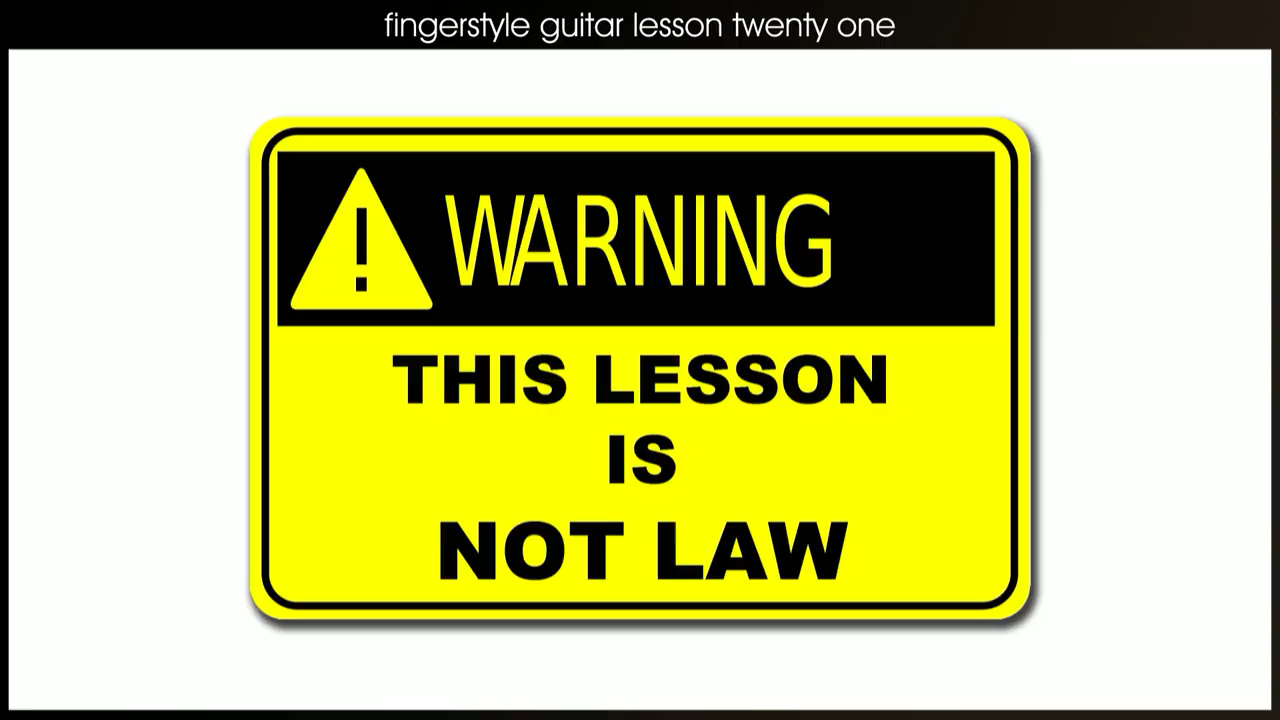 fingerstyle guitar lesson twenty one
! WARNING
THIS LESSON
IS
NOT LAW